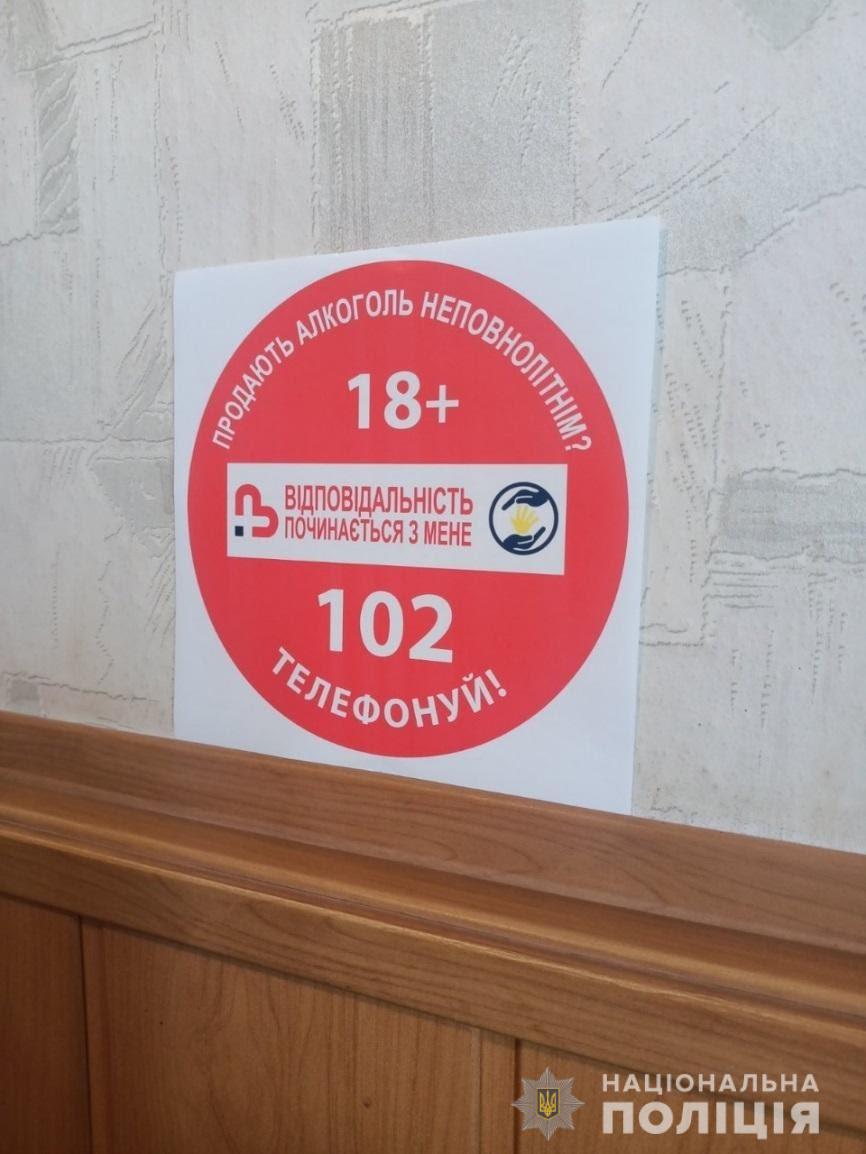 ПРОДАЮТЬ АЛКОГОЛЬ НЕПОВНОЛІТНІМ?
18+
ВІДПОВІДАЛЬНІСТЬ
ПОЧИНАЄТЬСЯ З МЕНЕ
102
ТЕЛЕФОНУЙ!
НАЦІОНАЛЬНА
ПОЛІЦІЯ